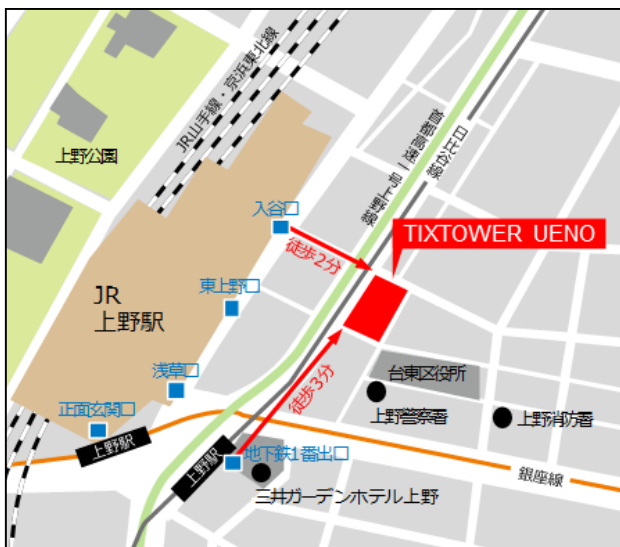 JR山手線・京浜東北線
上野公園
首都高速一号上野線
日比谷線
入谷口
徒歩2分
TIXTOWER UENO
東上野口
JR
上野駅
浅草口
徒歩3分
台東区役所
上野警察署
上野消防署
正面玄関口
上野駅
上野駅
地下鉄1番出口
三井ガーデンホテル上野
銀座線